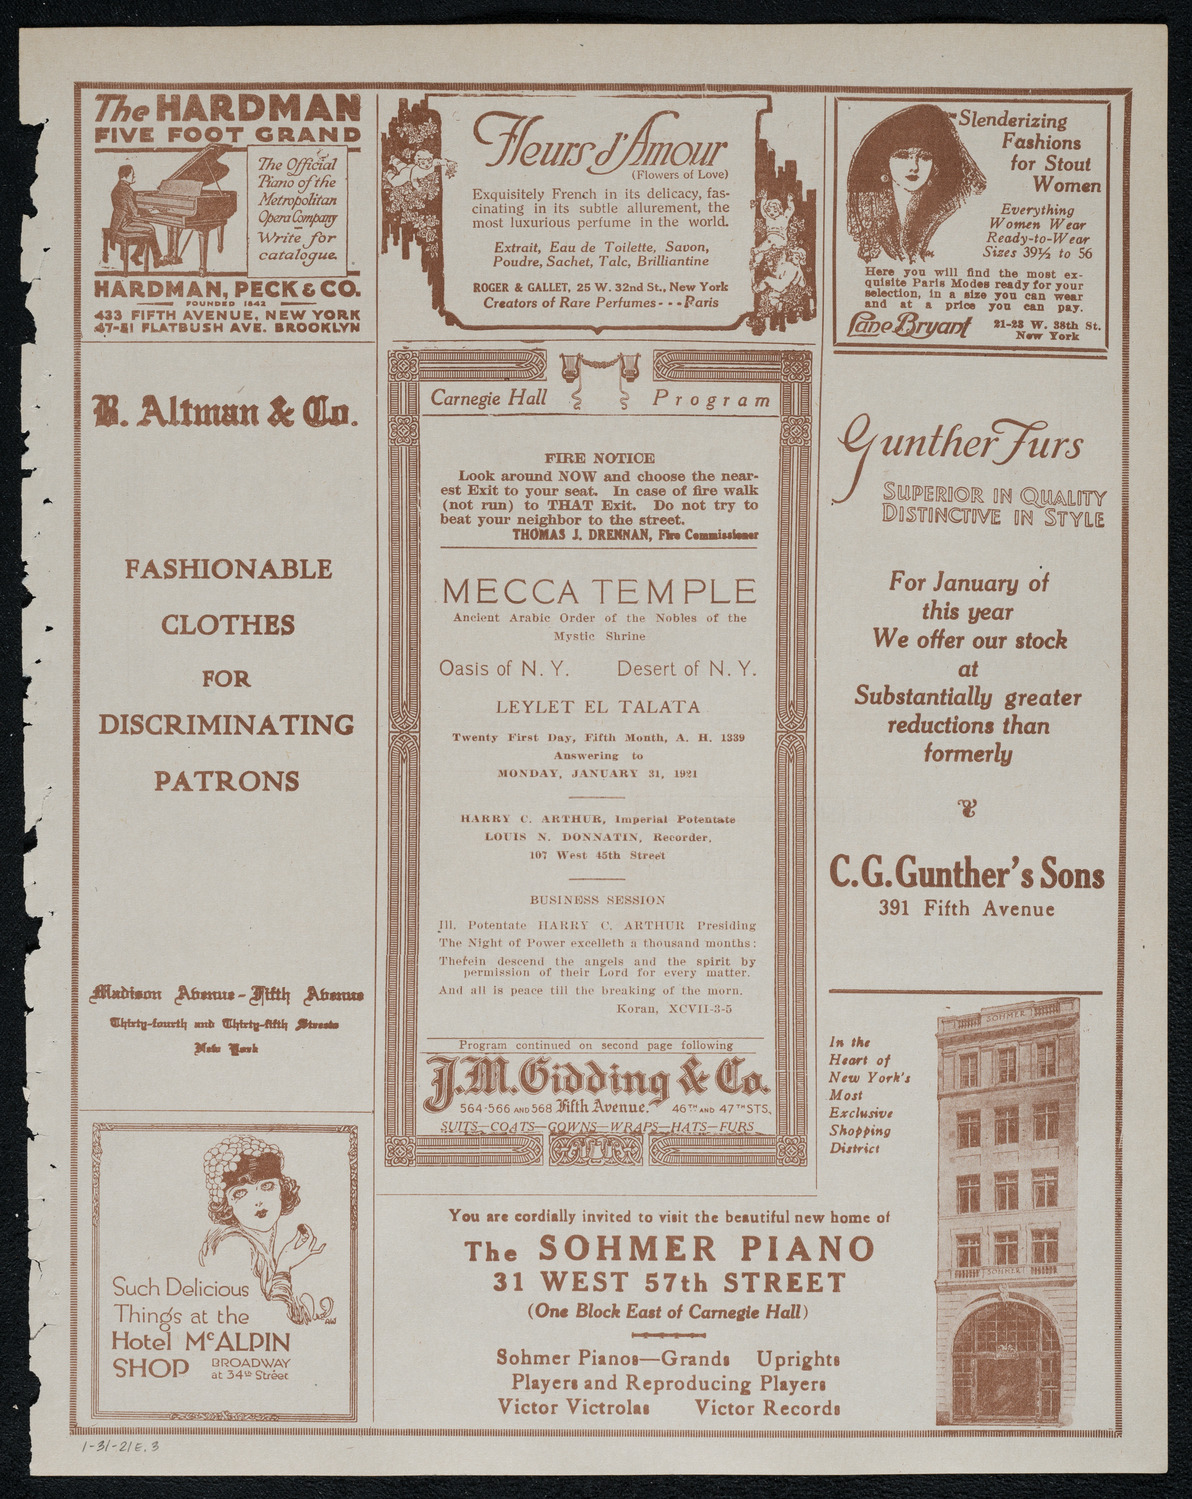 The HARDMAN
FIVE FOOT GRAND
The Official
Piano of the
Metropolitan
Opera Company
Write for
catalogue.
HARDMAN, PECK & CO.
FOUNDED 1842
433 FIFTH AVENUE, NEW YORK
47-51 FLATBUSH AVE. BROOKLYN
Fleurs d'Amour
(Flowers of Love)
Exquisitely French in its delicacy, fas-
cinating in its subtle allurement, the
most luxurious perfume in the world.
Extrait, Eau de Toilette, Savon,
Poudre, Sachet, Talc, Brilliantine
ROGER & GALLET, 25 W. 32nd St., New York
Creators of Rare Perfumes - - - Paris
Slenderizing
Fashions
for Stout
Women
Everything
Women Wear
Ready-to-Wear
Sizes 39½ to 56
Here you will find the most ex-
quisite Paris Modes ready for your
selection, in a size you can wear
and at a price you can pay.
Lane Bryant 21-23 W. 38th St.
New York
B. Altman & Co.
FASHIONABLE
CLOTHES
FOR
DISCRIMINATING
PATRONS
Madison Avenue - Fifth Avenue
Thirty-fourth and Thirty-fifth Streets
New York
Such Delicious
Things at the
Hotel McALPIN
SHOP BROADWAY
at 34th Street
Carnegie Hall Program
FIRE NOTICE
Look around NOW and choose the near-
est Exit to your seat. In case of fire walk
(not run) to THAT Exit. Do not try to
beat your neighbor to the street.
THOMAS J. DRENNAN, Fire Commissioner
MECCA TEMPLE
Ancient Arabic Order of the Nobles of the
Mystic Shrine
Oasis of N. Y. Desert of N. Y.
LEYLET EL TALATA
Twenty First Day, Fifth Month, A. H. 1339
Answering to
MONDAY, JANUARY 31, 1921
HARRY C. ARTHUR, Imperial Potentate
LOUIS N. DONNATIN, Recorder,
107 West 45th Street
BUSINESS SESSION
Ill. Potentate HARRY C. ARTHUR Presiding
The Night of Power excelleth a thousand months:
Therein descend the angels and the spirit by
permission of their Lord for every matter.
And all is peace till the breaking of the morn.
Koran, XCVII-3-5
Program continued on second page following
J.M. Gidding & Co.
564-566 AND 568 Fifth Avenue. 46TH AND 47TH STS.
SUITS—COATS—GOWNS—WRAPS—HATS—FURS
Gunther Furs
SUPERIOR IN QUALITY
DISTINCTIVE IN STYLE
For January of
this year
We offer our stock
at
Substantially greater
reductions than
formerly
C.G. Gunther's Sons
391 Fifth Avenue
In the
Heart of
New York's
Most
Exclusive
Shopping
District
SOHMER
SOHMER
You are cordially invited to visit the beautiful new home of
The SOHMER PIANO
31 WEST 57th STREET
(One Block East of Carnegie Hall)
Sohmer Pianos—Grands Uprights
Players and Reproducing Players
Victor Victrolas Victor Records
1-31-21E, 3